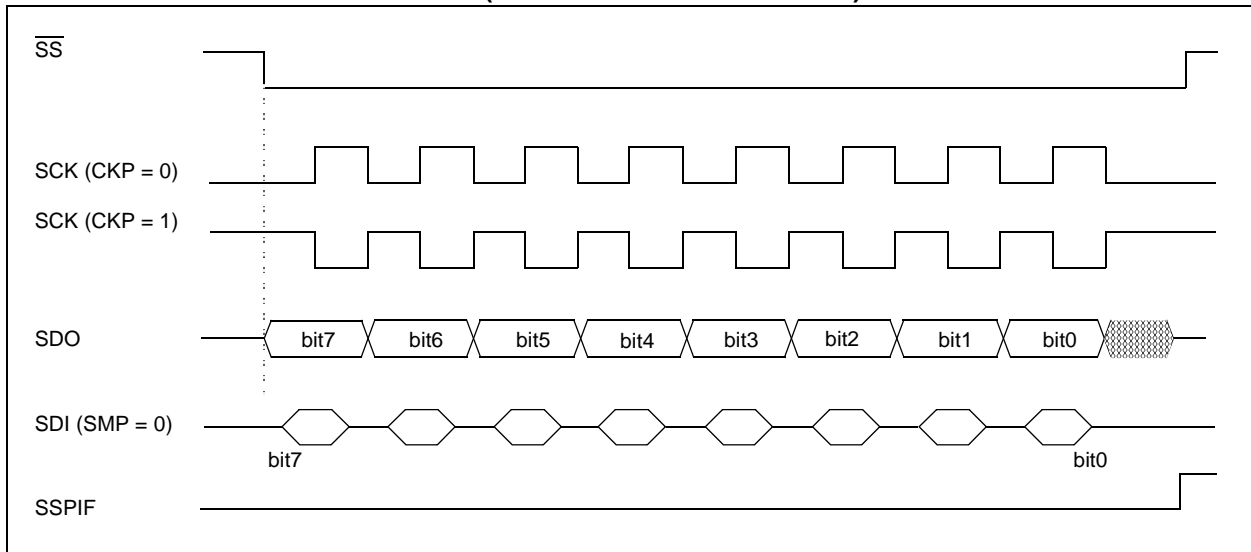 SS
SCK (CKP = 0)
SCK (CKP = 1)
SDO
bit7 bit6 bit5 bit4 bit3 bit2 bit1 bit0
SDI (SMP = 0)
bit7 bit0
SSPIF